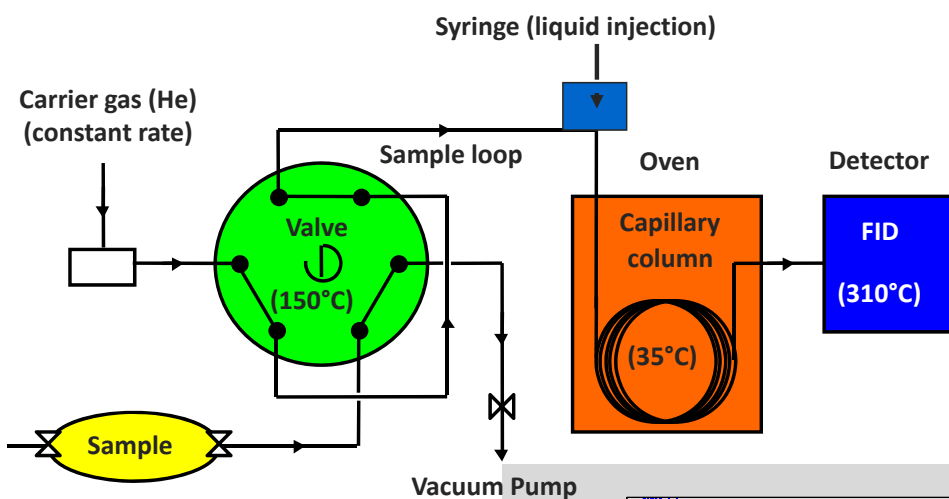 Syringe (liquid injection)
Carrier gas (He)
(constant rate)
Sample loop
Oven
Detector
Valve
(150°C)
Capillary
column
(35°C)
FID
(310°C)
Sample
Vacuum Pump